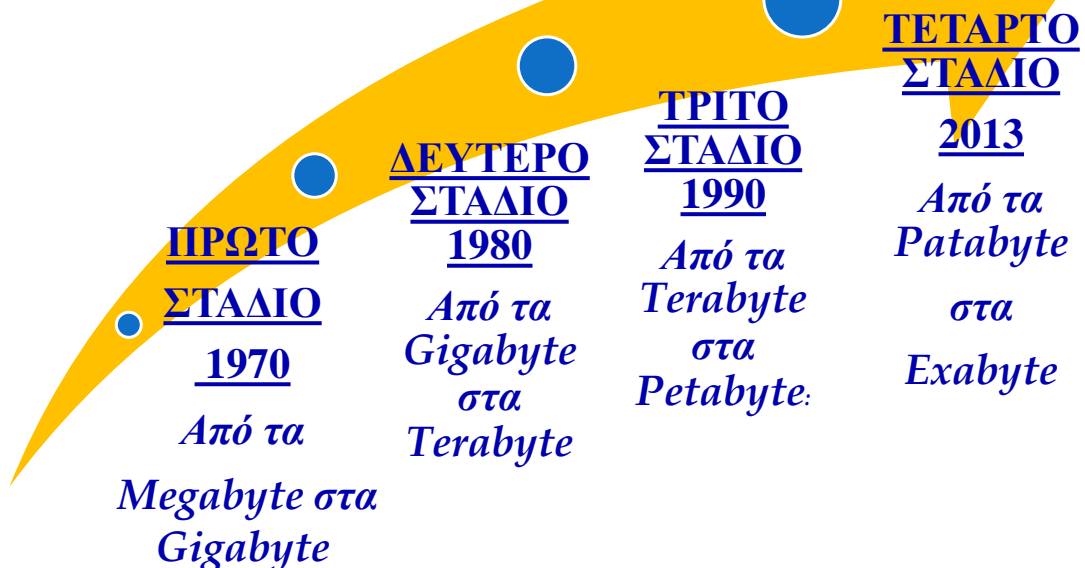 ΠΡΩΤΟ
ΣΤΑΔΙΟ
1970
Από τα
Megabyte στα
Gigabyte
ΔΕΥΤΕΡΟ
ΣΤΑΔΙΟ
1980
Από τα
Gigabyte
στα
Terabyte
ΤΡΙΤΟ
ΣΤΑΔΙΟ
1990
Από τα
Terabyte
στα
Petabyte:
ΤΕΤΑΡΤΟ
ΣΤΑΔΙΟ
2013
Από τα
Patabyte
στα
Exabyte